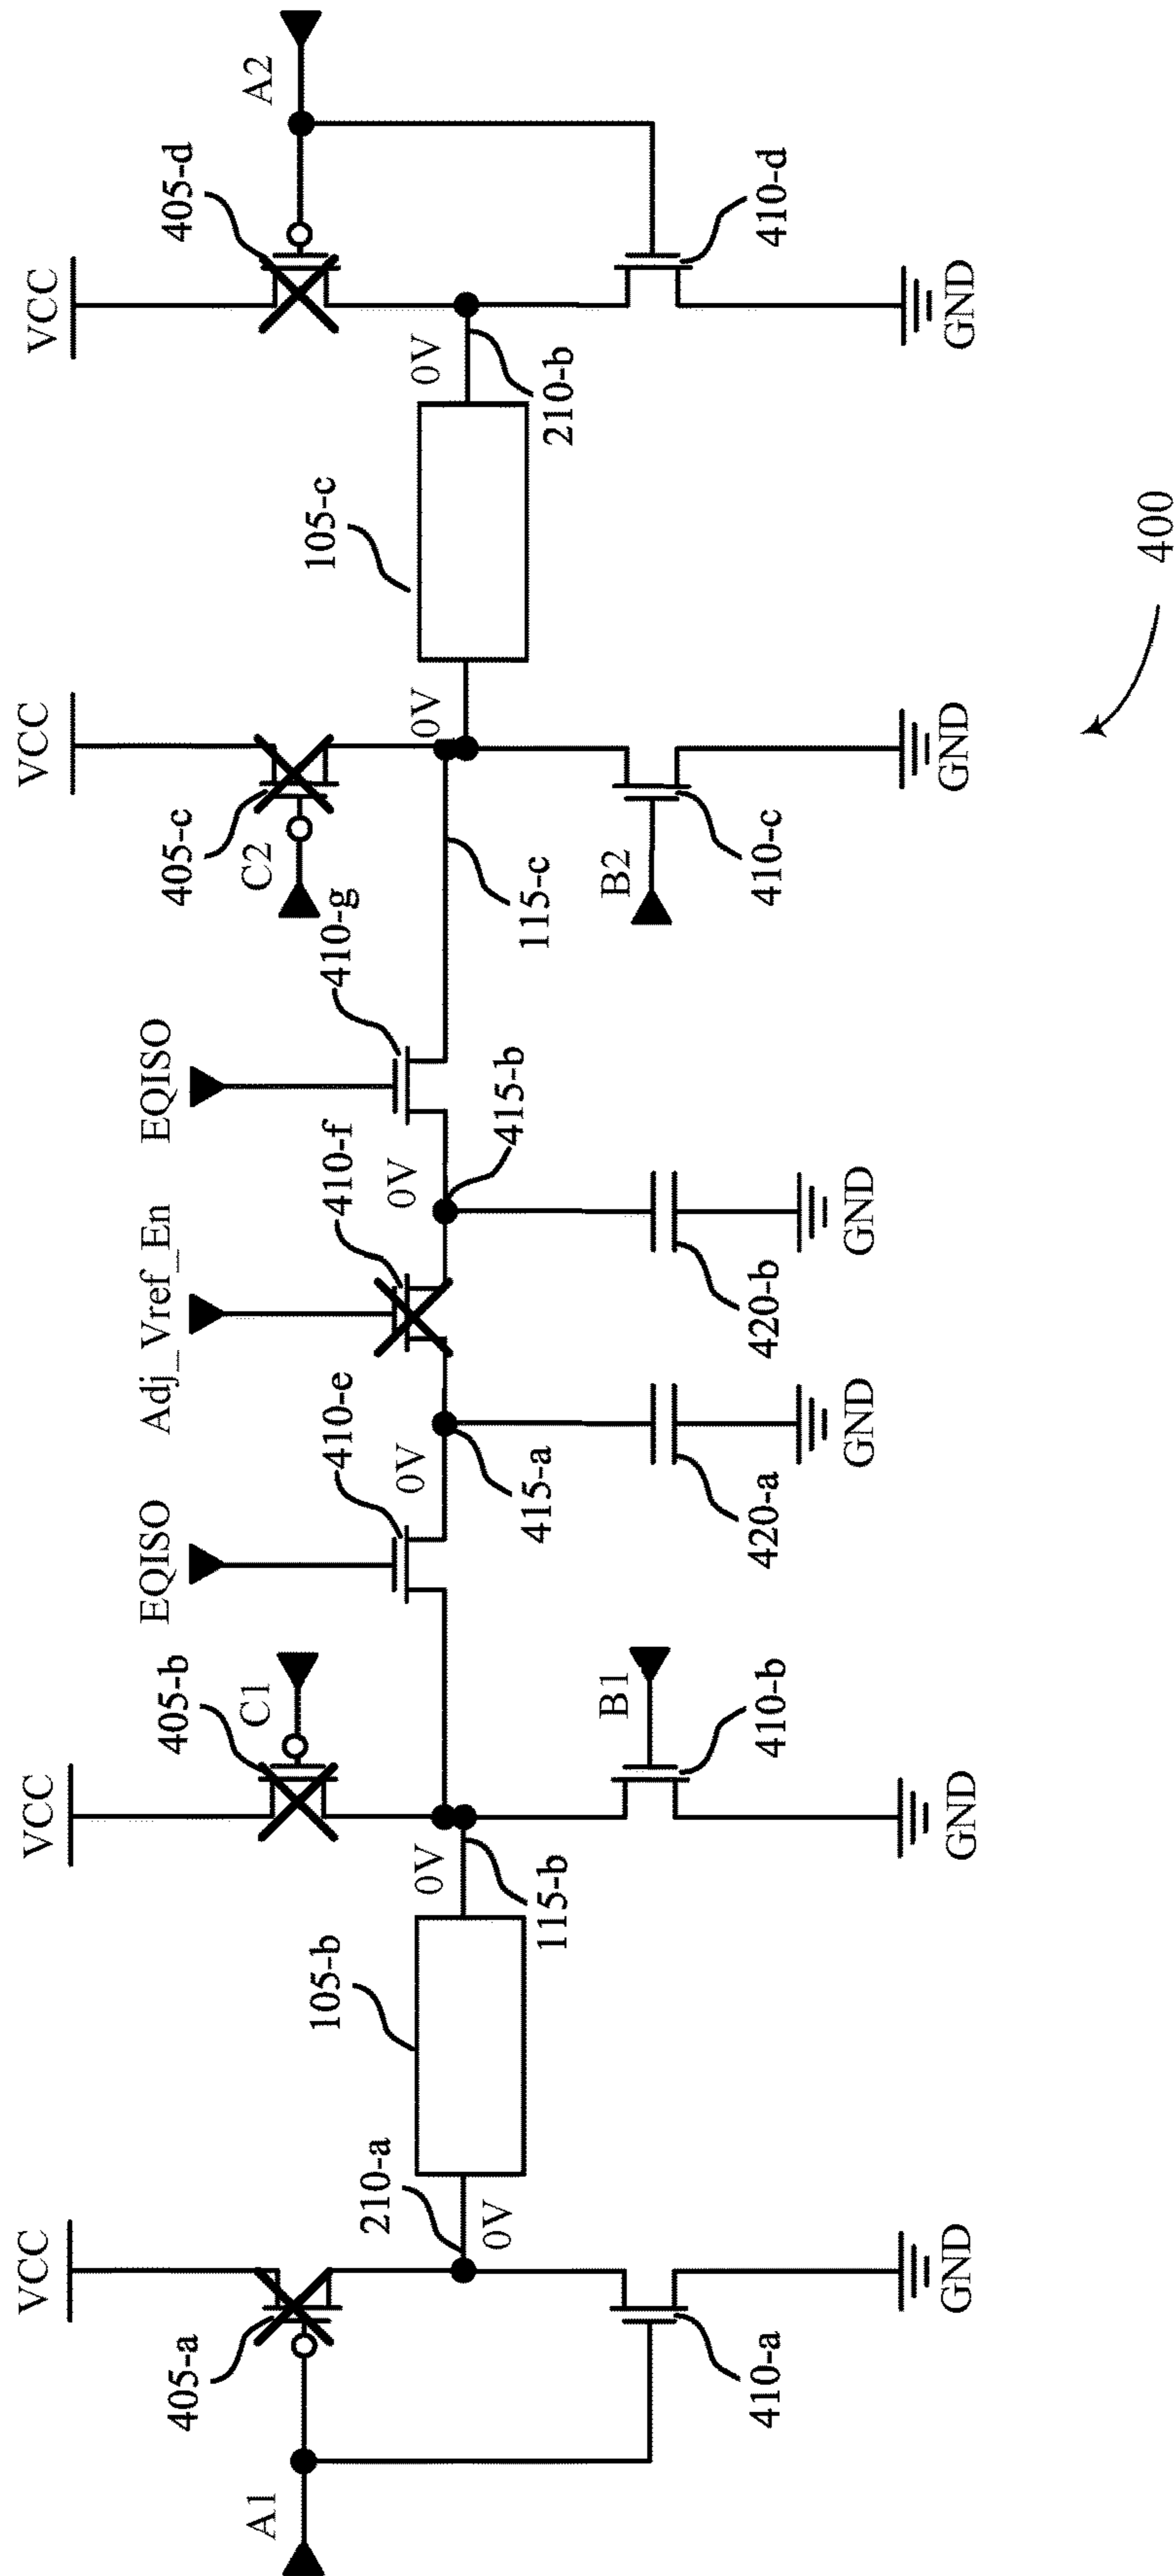 VCC
405-a
A1
210-a
0V
410-a
GND
105-b
VCC
405-b
C1
0V
115-b
B1
410-b
GND
EQISO
410-e
0V
415-a
420-a
GND
Adj_Vref_En
410-f
0V
415-b
420-b
GND
EQISO
410-g
115-c
VCC
405-c
C2
0V
B2
410-c
GND
105-c
VCC
405-d
A2
0V
210-b
410-d
GND
400